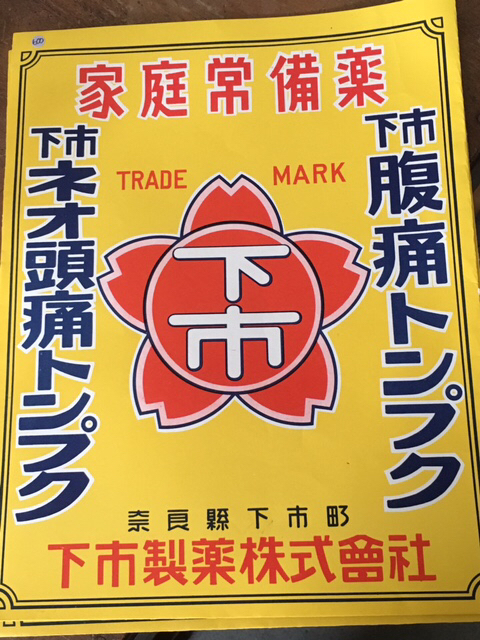 家庭常備薬
TRADE MARK
下市
腹痛トンプク
下市
ネオ頭痛トンプク
下市
奈良縣下市町
下市製薬株式會社